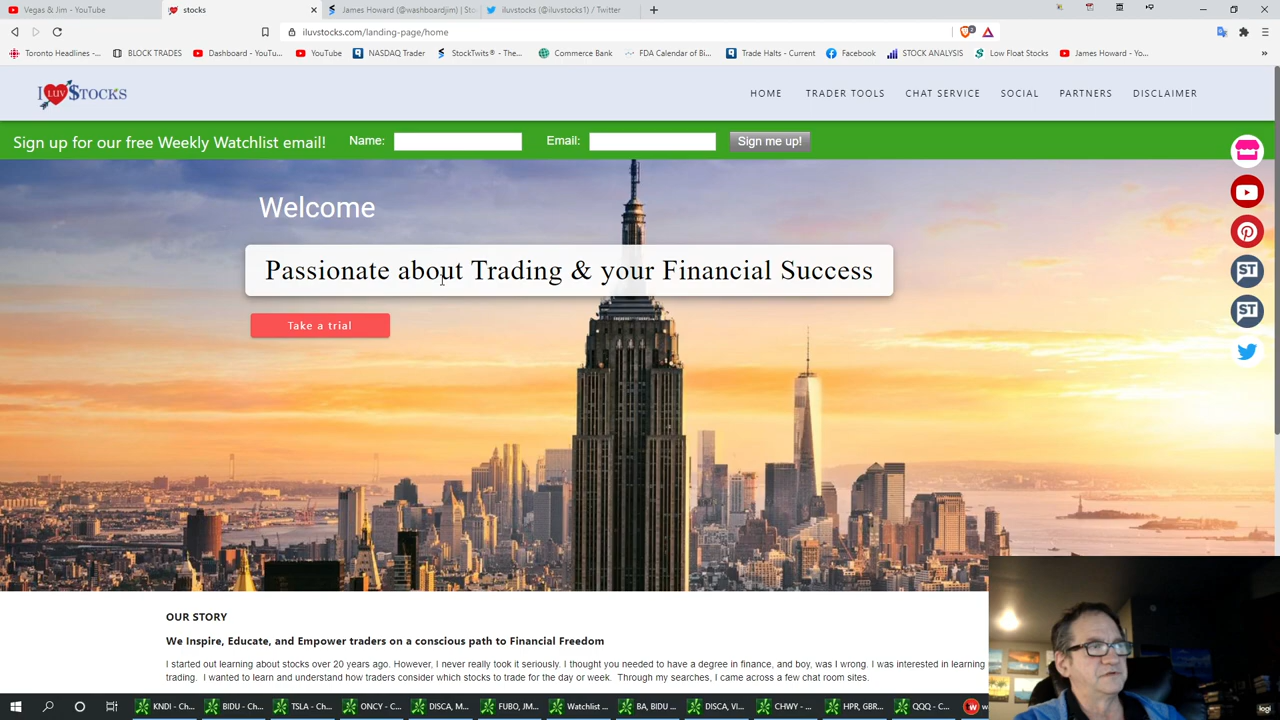 Vegas & Jim - YouTube
stocks
James Howard (@washboardjim) | Sto
iluvstocks (@iluvstocks1) / Twitter
iluvstocks.com/landing-page/home
Toronto Headlines -...
BLOCK TRADES
Dashboard - YouTu...
YouTube
NASDAQ Trader
StockTwits® - The...
Commerce Bank
FDA Calendar of Bi...
Trade Halts - Current
Facebook
STOCK ANALYSIS
Low Float Stocks
James Howard - Yo...
I LUV $TOCKS
HOME
TRADER TOOLS
CHAT SERVICE
SOCIAL
PARTNERS
DISCLAIMER
Sign up for our free Weekly Watchlist email!
Name:
Email:
Sign me up!
Welcome
Passionate about Trading & your Financial Success
Take a trial
ST
ST
OUR STORY
We Inspire, Educate, and Empower traders on a conscious path to Financial Freedom
I started out learning about stocks over 20 years ago. However, I never really took it seriously. I thought you needed to have a degree in finance, and boy, was I wrong. I was interested in learning
trading. I wanted to learn and understand how traders consider which stocks to trade for the day or week. Through my searches, I came across a few chat room sites.
KNDI - Ch...
BIDU - Ch...
TSLA - Ch...
ONCY - C...
DISCA, M...
FUBO, JM...
Watchlist ...
BA, BIDU ...
DISCA, VI...
CHWY - ...
HPR, GBR...
QQQ - C...
w
logi